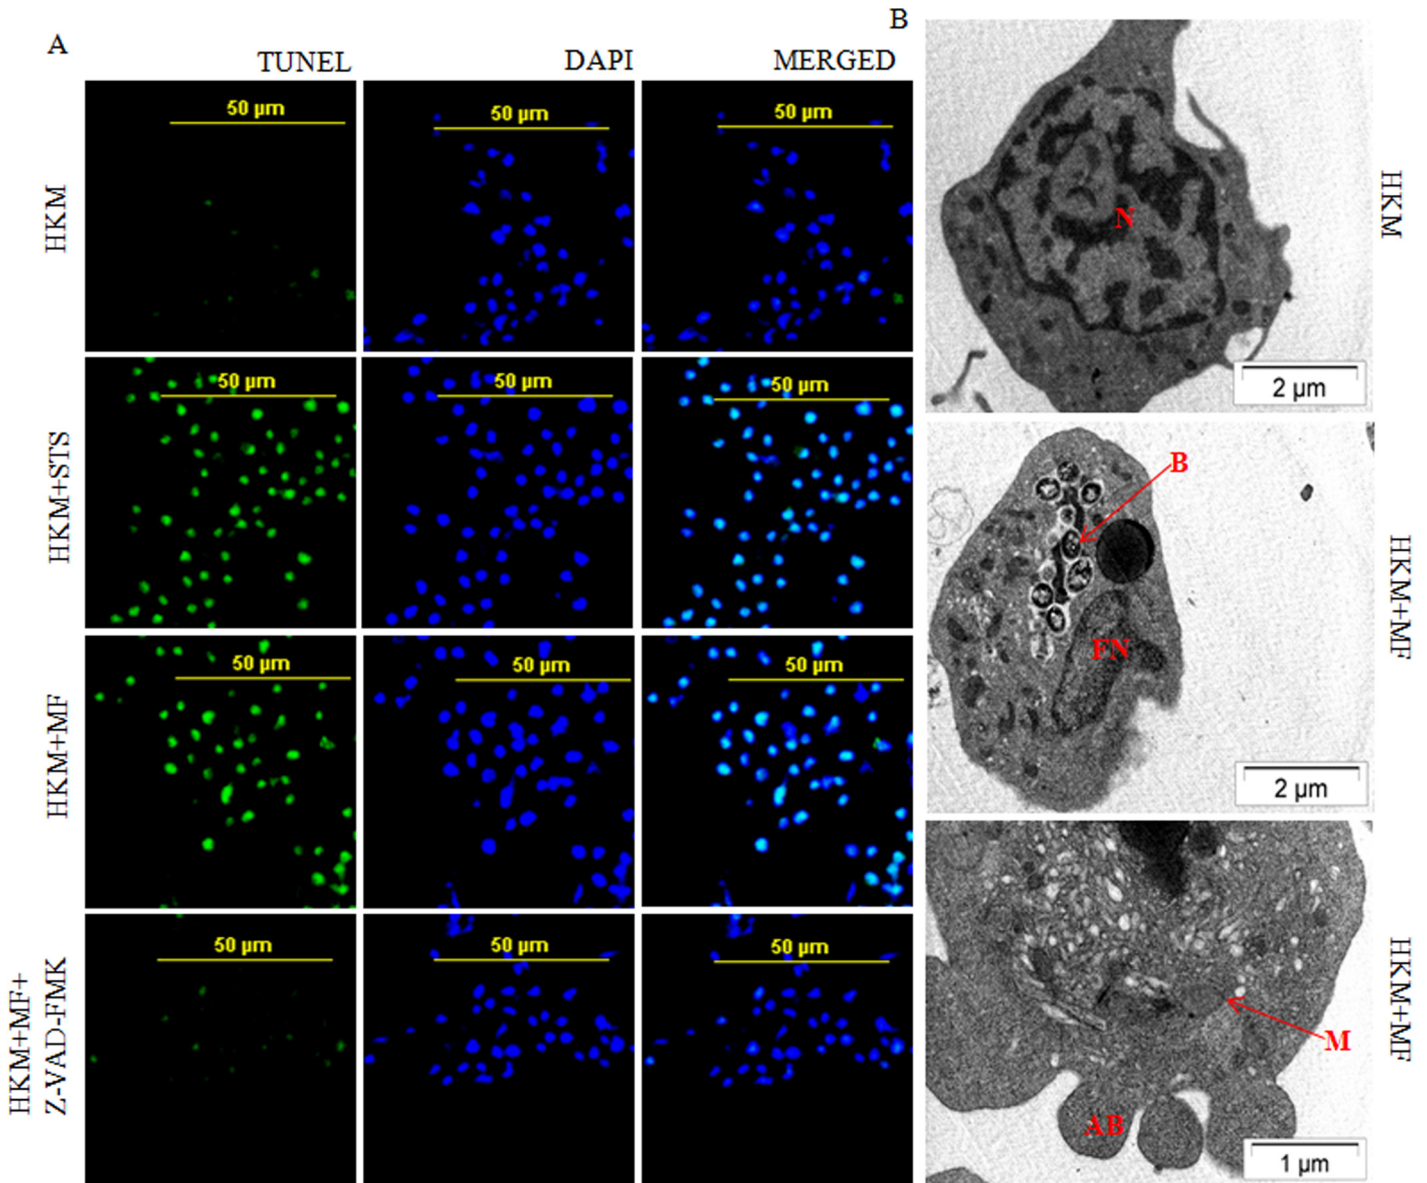 A
B
TUNEL
DAPI
MERGED
HKM
50 µm
50 µm
50 µm
N
2 µm
HKM
HKM+STS
50 µm
50 µm
50 µm
B
FN
2 µm
HKM+MF
HKM+MF
50 µm
50 µm
50 µm
HKM+MF+
Z-VAD-FMK
50 µm
50 µm
50 µm
M
AB
1 µm
HKM+MF